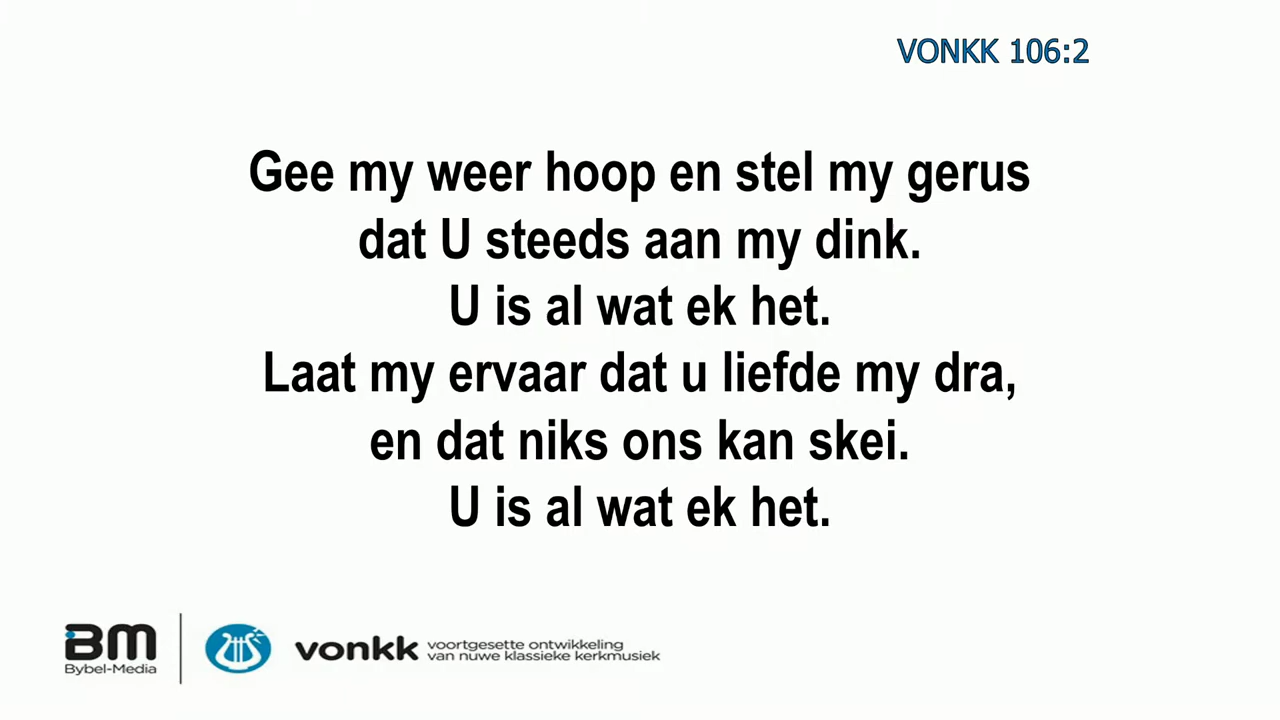 VONKK 106:2
Gee my weer hoop en stel my gerus
dat U steeds aan my dink.
U is al wat ek het.
Laat my ervaar dat u liefde my dra,
en dat niks ons kan skei.
U is al wat ek het.
BM
Bybel-Media
vonkk
voortgesette ontwikkeling
van nuwe klassieke kerkmusiek